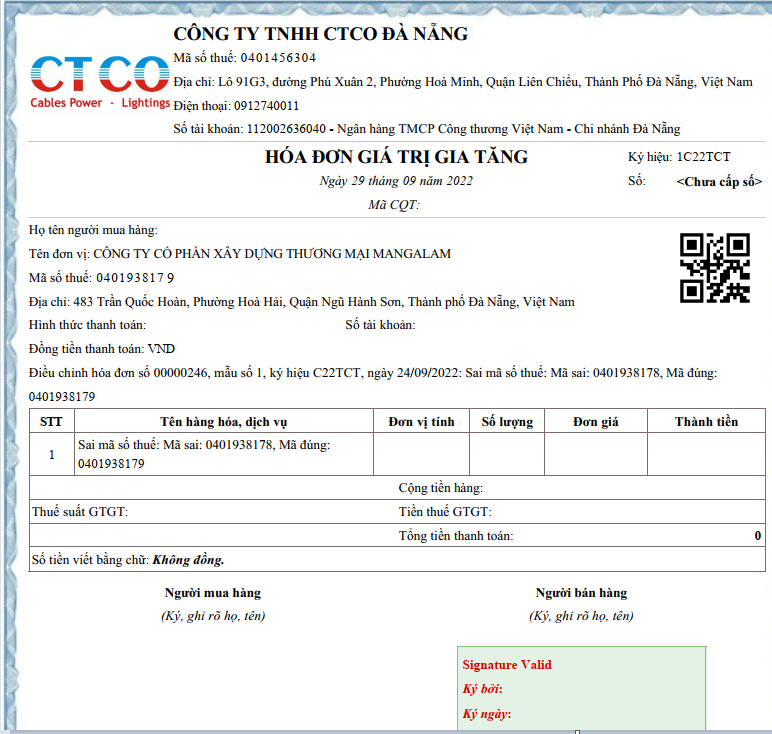 CÔNG TY TNHH CTCO ĐÀ NẴNG
CTCO
Cables Power - Lightings
Mã số thuế: 0401456304
Địa chỉ: Lô 91G3, đường Phú Xuân 2, Phường Hoà Minh, Quận Liên Chiểu, Thành Phố Đà Nẵng, Việt Nam
Điện thoại: 0912740011
Số tài khoản: 112002636040 - Ngân hàng TMCP Công thương Việt Nam - Chi nhánh Đà Nẵng
HÓA ĐƠN GIÁ TRỊ GIA TĂNG
Ký hiệu: 1C22TCT
Ngày 29 tháng 09 năm 2022
Số: <Chưa cấp số>
Mã CQT:
Họ tên người mua hàng:
Tên đơn vị: CÔNG TY CỔ PHẦN XÂY DỰNG THƯƠNG MẠI MANGALAM
Mã số thuế: 040193817 9
Địa chỉ: 483 Trần Quốc Hoàn, Phường Hoà Hải, Quận Ngũ Hành Sơn, Thành phố Đà Nẵng, Việt Nam
Hình thức thanh toán: Số tài khoản:
Đồng tiền thanh toán: VND
Điều chỉnh hóa đơn số 00000246, mẫu số 1, ký hiệu C22TCT, ngày 24/09/2022: Sai mã số thuế: Mã sai: 0401938178, Mã đúng:
0401938179
STT Tên hàng hóa, dịch vụ Đơn vị tính Số lượng Đơn giá Thành tiền
1 Sai mã số thuế: Mã sai: 0401938178, Mã đúng:
0401938179
Cộng tiền hàng:
Thuế suất GTGT: Tiền thuế GTGT:
Tổng tiền thanh toán: 0
Số tiền viết bằng chữ: Không đồng.
Người mua hàng Người bán hàng
(Ký, ghi rõ họ, tên) (Ký, ghi rõ họ, tên)
Signature Valid
Ký bởi:
Ký ngày: